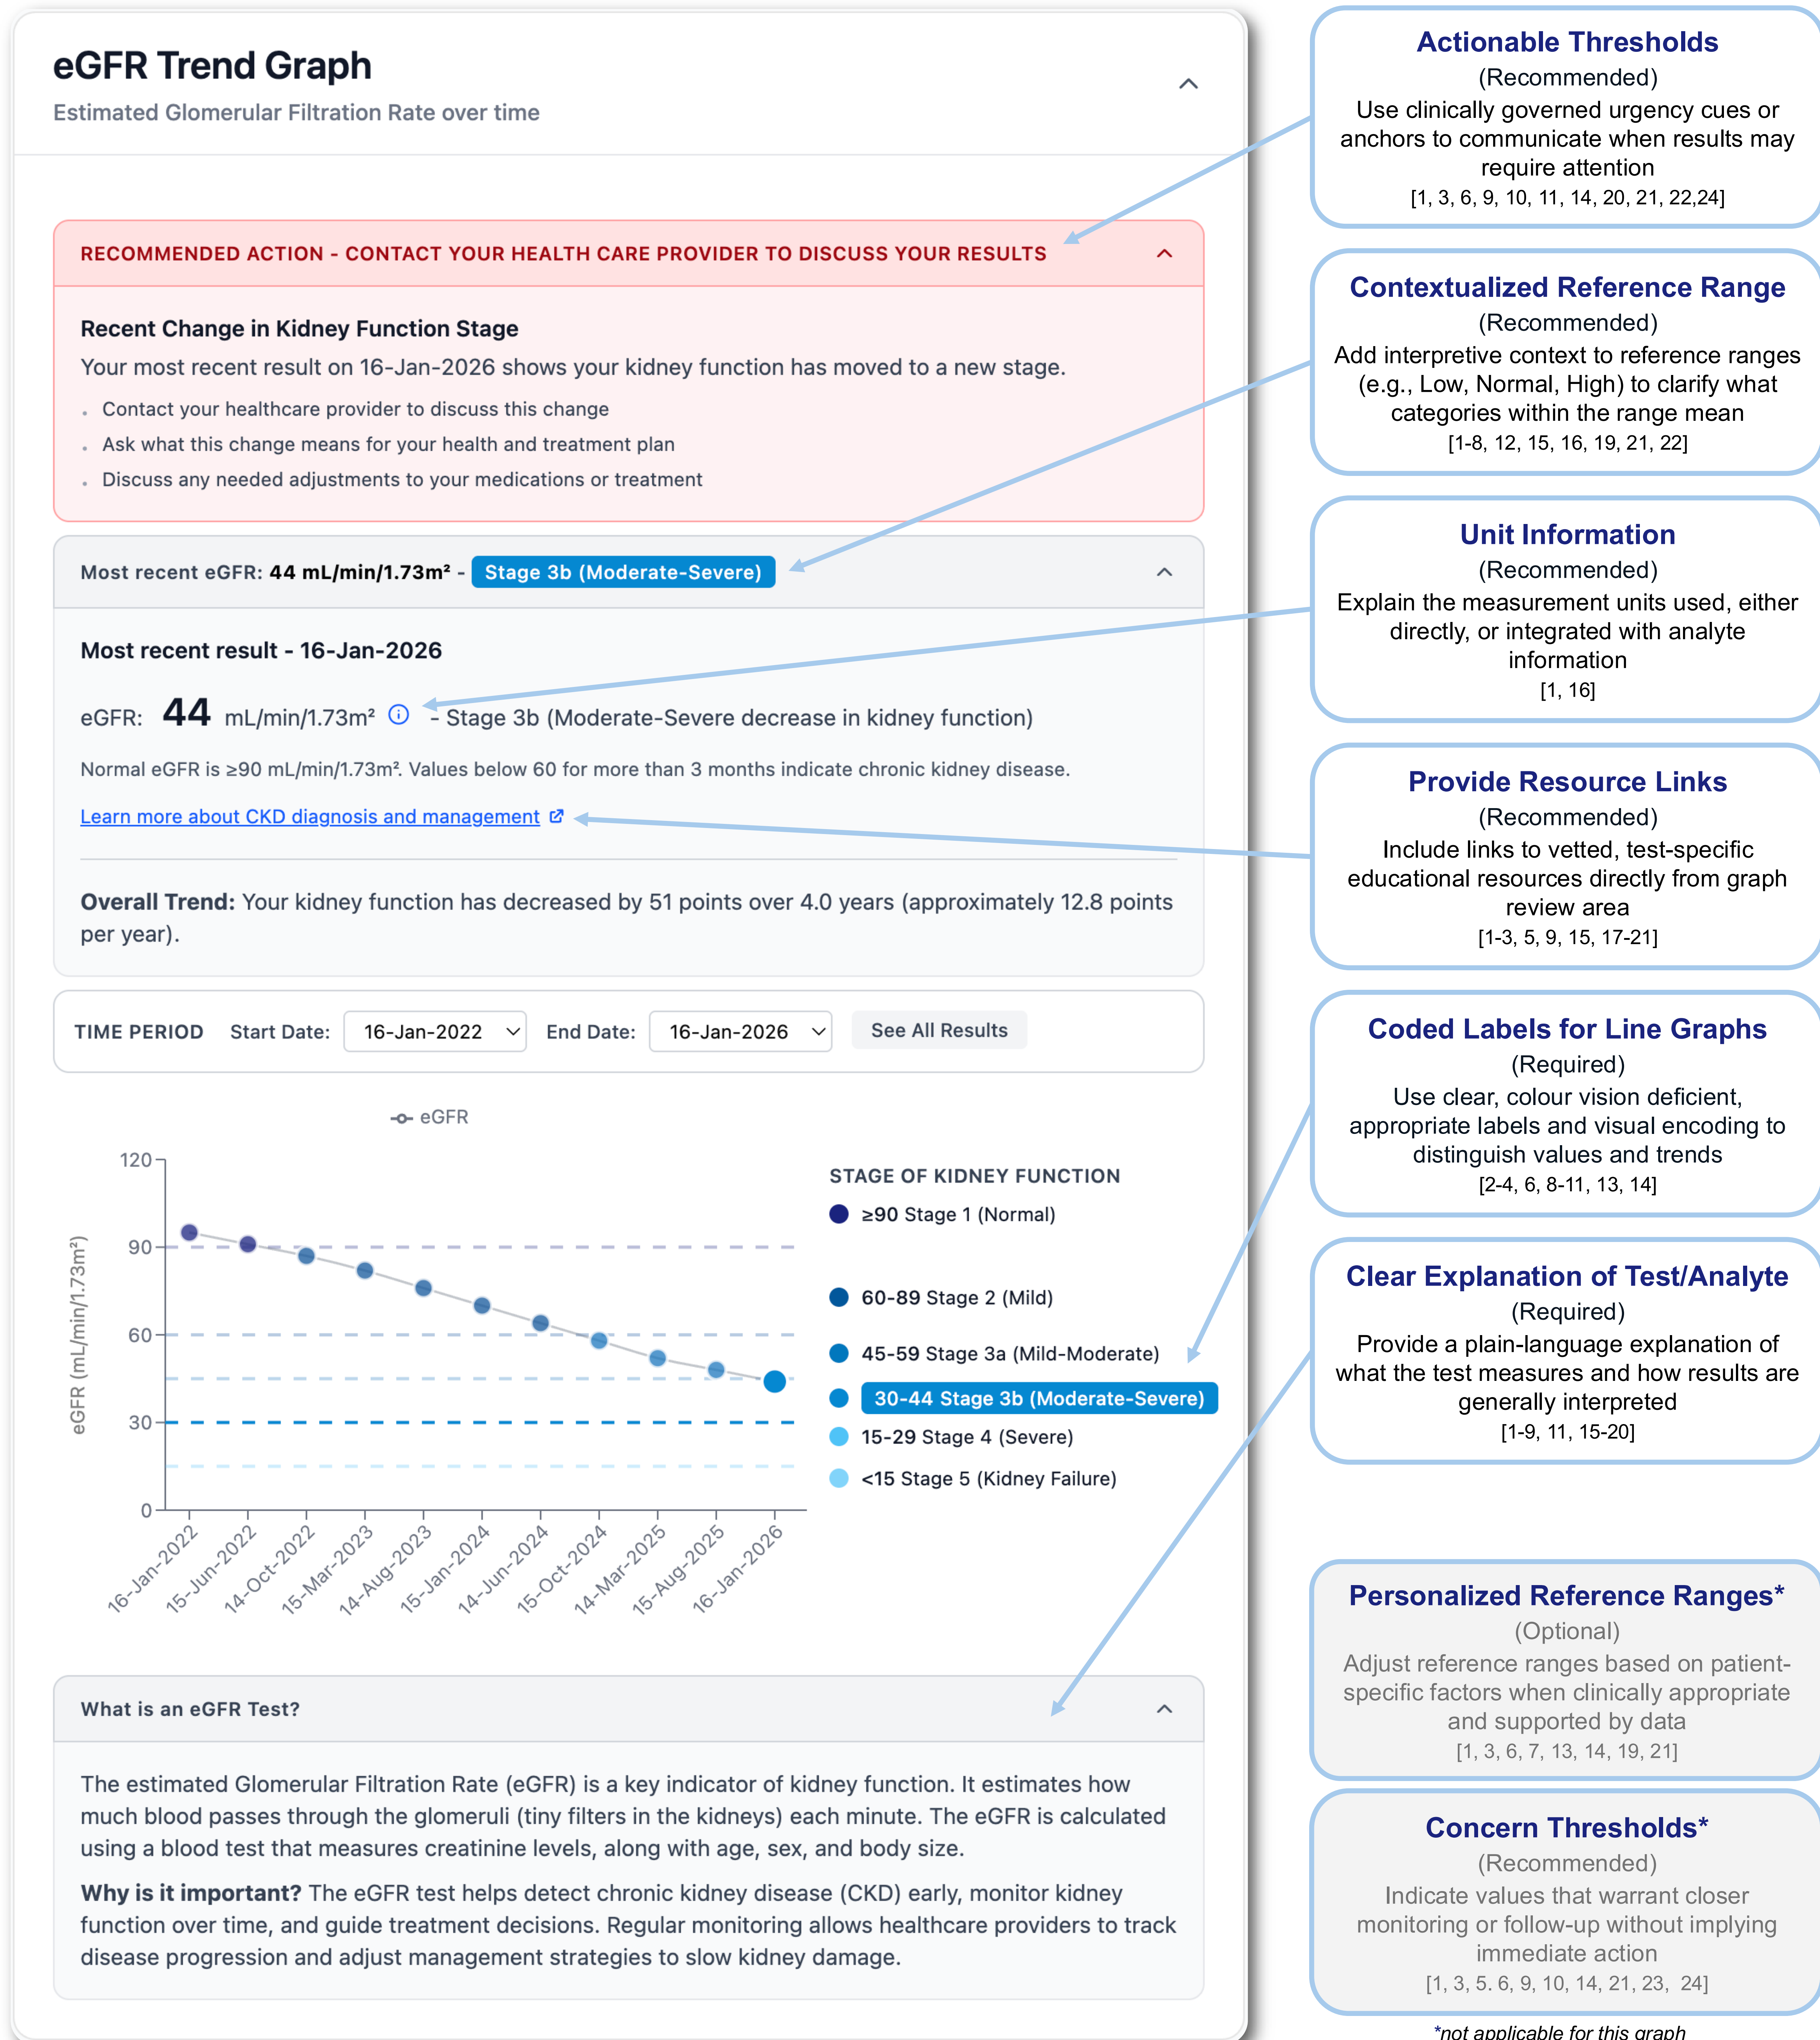 eGFR Trend Graph
Estimated Glomerular Filtration Rate over time
RECOMMENDED ACTION - CONTACT YOUR HEALTH CARE PROVIDER TO DISCUSS YOUR RESULTS
Recent Change in Kidney Function Stage
Your most recent result on 16-Jan-2026 shows your kidney function has moved to a new stage.
• Contact your healthcare provider to discuss this change
• Ask what this change means for your health and treatment plan
• Discuss any needed adjustments to your medications or treatment
Most recent eGFR: 44 mL/min/1.73m² - Stage 3b (Moderate-Severe)
Most recent result - 16-Jan-2026
eGFR: 44 mL/min/1.73m² ⓘ - Stage 3b (Moderate-Severe decrease in kidney function)
Normal eGFR is ≥90 mL/min/1.73m². Values below 60 for more than 3 months indicate chronic kidney disease.
Learn more about CKD diagnosis and management
Overall Trend: Your kidney function has decreased by 51 points over 4.0 years (approximately 12.8 points
per year).
TIME PERIOD Start Date: 16-Jan-2022 End Date: 16-Jan-2026 See All Results
eGFR
eGFR (mL/min/1.73m²)
120
90
60
30
0
16-Jan-2022
15-Jun-2022
14-Oct-2022
15-Mar-2023
14-Aug-2023
15-Jan-2024
14-Jun-2024
15-Oct-2024
14-Mar-2025
15-Aug-2025
16-Jan-2026
STAGE OF KIDNEY FUNCTION
≥90 Stage 1 (Normal)
60-89 Stage 2 (Mild)
45-59 Stage 3a (Mild-Moderate)
30-44 Stage 3b (Moderate-Severe)
15-29 Stage 4 (Severe)
<15 Stage 5 (Kidney Failure)
What is an eGFR Test?
The estimated Glomerular Filtration Rate (eGFR) is a key indicator of kidney function. It estimates how
much blood passes through the glomeruli (tiny filters in the kidneys) each minute. The eGFR is calculated
using a blood test that measures creatinine levels, along with age, sex, and body size.
Why is it important? The eGFR test helps detect chronic kidney disease (CKD) early, monitor kidney
function over time, and guide treatment decisions. Regular monitoring allows healthcare providers to track
disease progression and adjust management strategies to slow kidney damage.
Actionable Thresholds
(Recommended)
Use clinically governed urgency cues or
anchors to communicate when results may
require attention
[1, 3, 6, 9, 10, 11, 14, 20, 21, 22,24]
Contextualized Reference Range
(Recommended)
Add interpretive context to reference ranges
(e.g., Low, Normal, High) to clarify what
categories within the range mean
[1-8, 12, 15, 16, 19, 21, 22]
Unit Information
(Recommended)
Explain the measurement units used, either
directly, or integrated with analyte
information
[1, 16]
Provide Resource Links
(Recommended)
Include links to vetted, test-specific
educational resources directly from graph
review area
[1-3, 5, 9, 15, 17-21]
Coded Labels for Line Graphs
(Required)
Use clear, colour vision deficient,
appropriate labels and visual encoding to
distinguish values and trends
[2-4, 6, 8-11, 13, 14]
Clear Explanation of Test/Analyte
(Required)
Provide a plain-language explanation of
what the test measures and how results are
generally interpreted
[1-9, 11, 15-20]
Personalized Reference Ranges*
(Optional)
Adjust reference ranges based on patient-
specific factors when clinically appropriate
and supported by data
[1, 3, 6, 7, 13, 14, 19, 21]
Concern Thresholds*
(Recommended)
Indicate values that warrant closer
monitoring or follow-up without implying
immediate action
[1, 3, 5. 6, 9, 10, 14, 21, 23, 24]
*not applicable for this graph